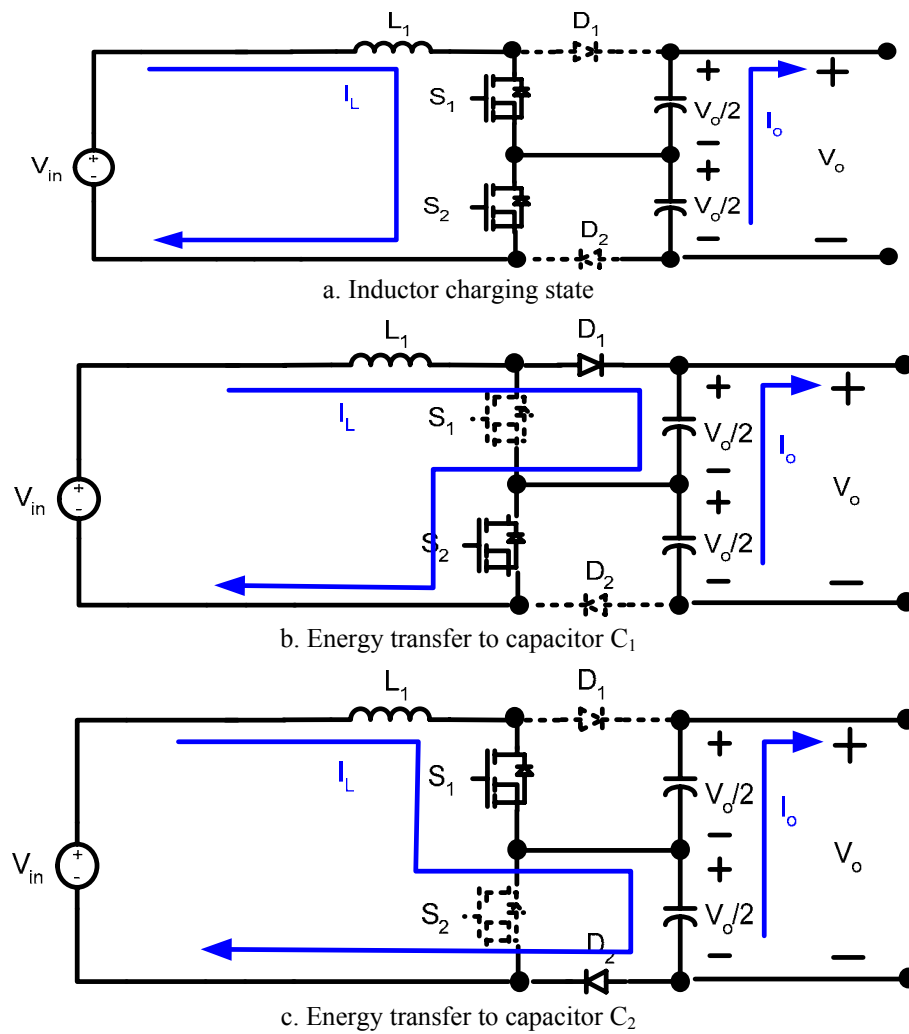 L1 D1
IL S1 Vo/2 Io
Vin S2 Vo/2 Vo
D2
a. Inductor charging state
L1 D1
IL S1 Vo/2 Io
Vin S2 Vo/2 Vo
D2
b. Energy transfer to capacitor C1
L1 D1
IL S1 Vo/2 Io
Vin S2 Vo/2 Vo
D2
c. Energy transfer to capacitor C2